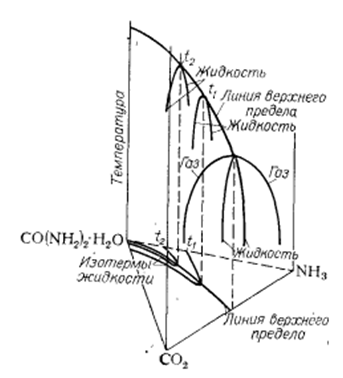 t₂
Жидкость
t₁
Линия верхнего
предела
Жидкость
Температура
Газ
Газ
CO(NH₂)₂·H₂O
t₂
t₁
Изотермы
жидкости
Жидкость
NH₃
Линия верхнего
предела
CO₂